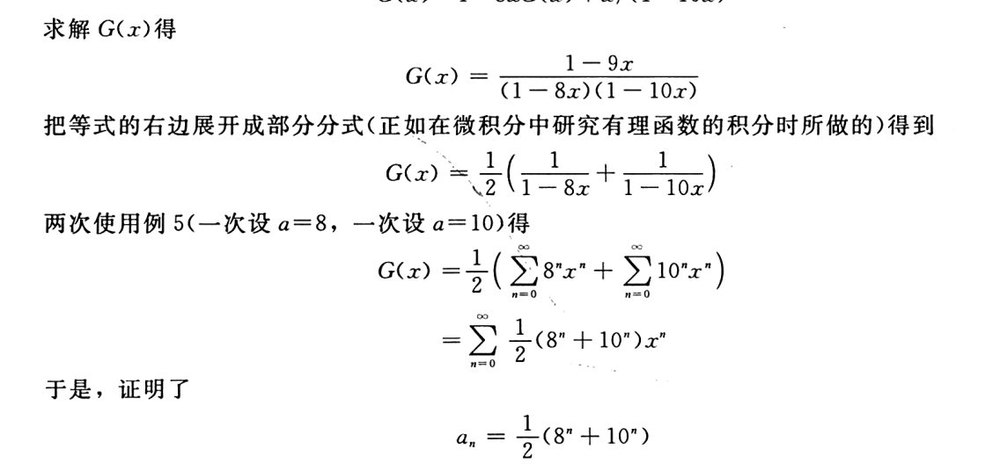 求解 G(x)得
G(x) = \frac{1-9x}{(1-8x)(1-10x)}
把等式的右边展开成部分分式(正如在微积分中研究有理函数的积分时所做的)得到
G(x) = \frac{1}{2}\left(\frac{1}{1-8x} + \frac{1}{1-10x}\right)
两次使用例 5(一次设 a=8，一次设 a=10)得
G(x) = \frac{1}{2}\left(\sum_{n=0}^{\infty} 8^n x^n + \sum_{n=0}^{\infty} 10^n x^n\right)
= \sum_{n=0}^{\infty} \frac{1}{2}(8^n + 10^n)x^n
于是，证明了
a_n = \frac{1}{2}(8^n + 10^n)